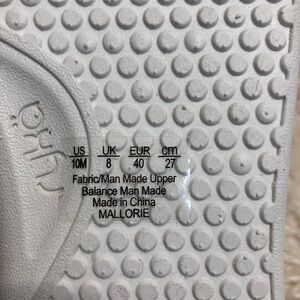 US UK EUR cm
10M 8 40 27
Fabric/Man Made Upper
Balance Man Made
Made in China
MALLORIE